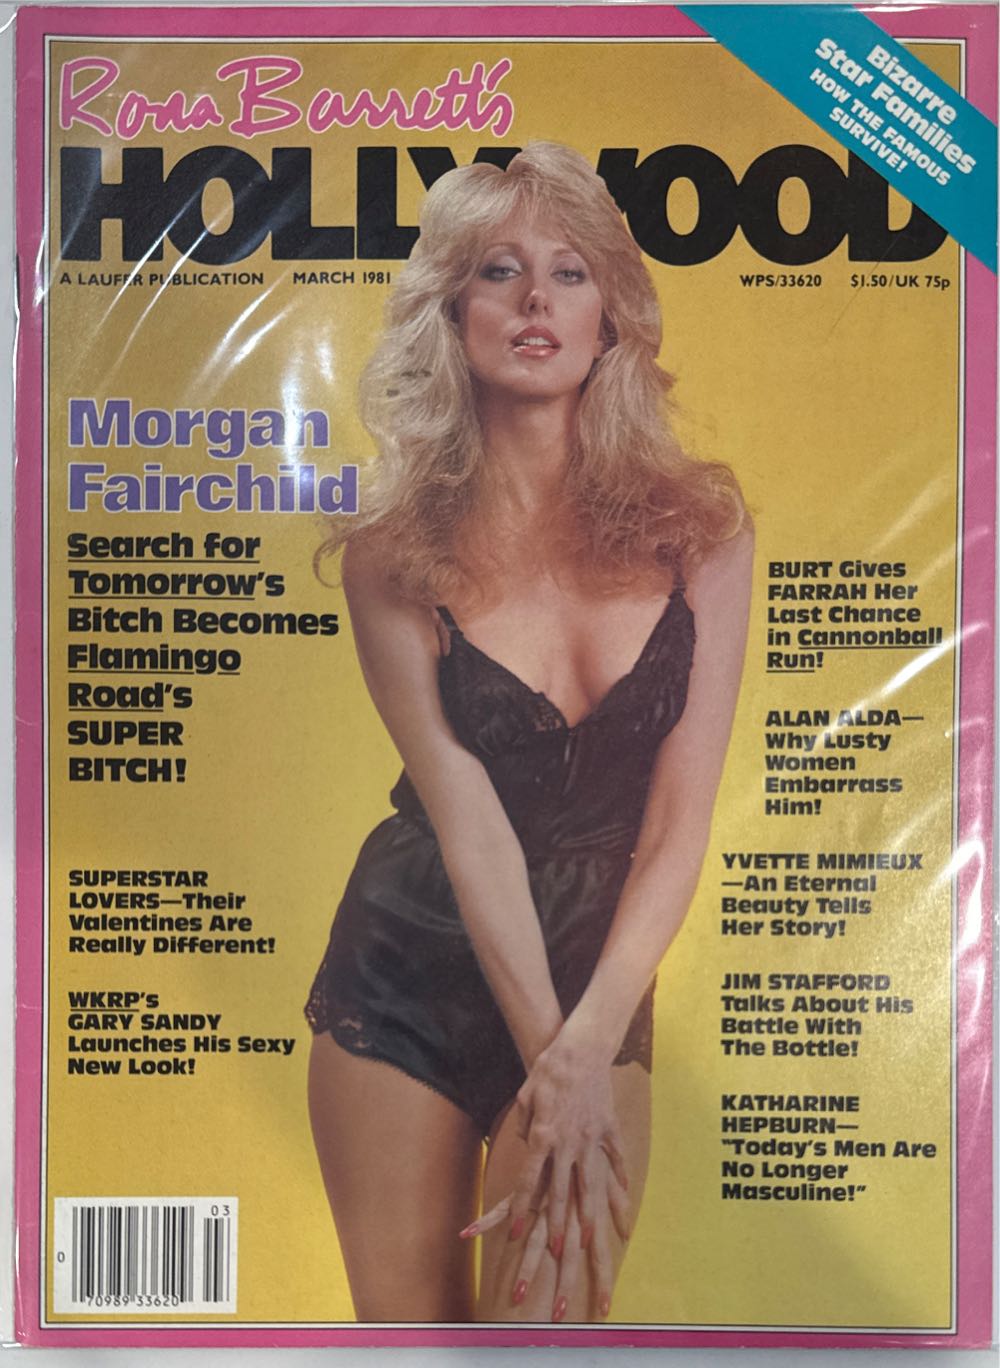 Rona Barrett's
HOLLYWOOD
Bizarre
Star Families
HOW THE FAMOUS
SURVIVE!
A LAUFER PUBLICATION MARCH 1981 WPS/33620 $1.50/UK 75p
Morgan
Fairchild
Search for
Tomorrow's
Bitch Becomes
Flamingo
Road's
SUPER
BITCH!
SUPERSTAR
LOVERS—Their
Valentines Are
Really Different!
WKRP's
GARY SANDY
Launches His Sexy
New Look!
BURT Gives
FARRAH Her
Last Chance
in Cannonball
Run!
ALAN ALDA—
Why Lusty
Women
Embarrass
Him!
YVETTE MIMIEUX
—An Eternal
Beauty Tells
Her Story!
JIM STAFFORD
Talks About His
Battle With
The Bottle!
KATHARINE
HEPBURN—
"Today's Men Are
No Longer
Masculine!"
03
0
70989 33620